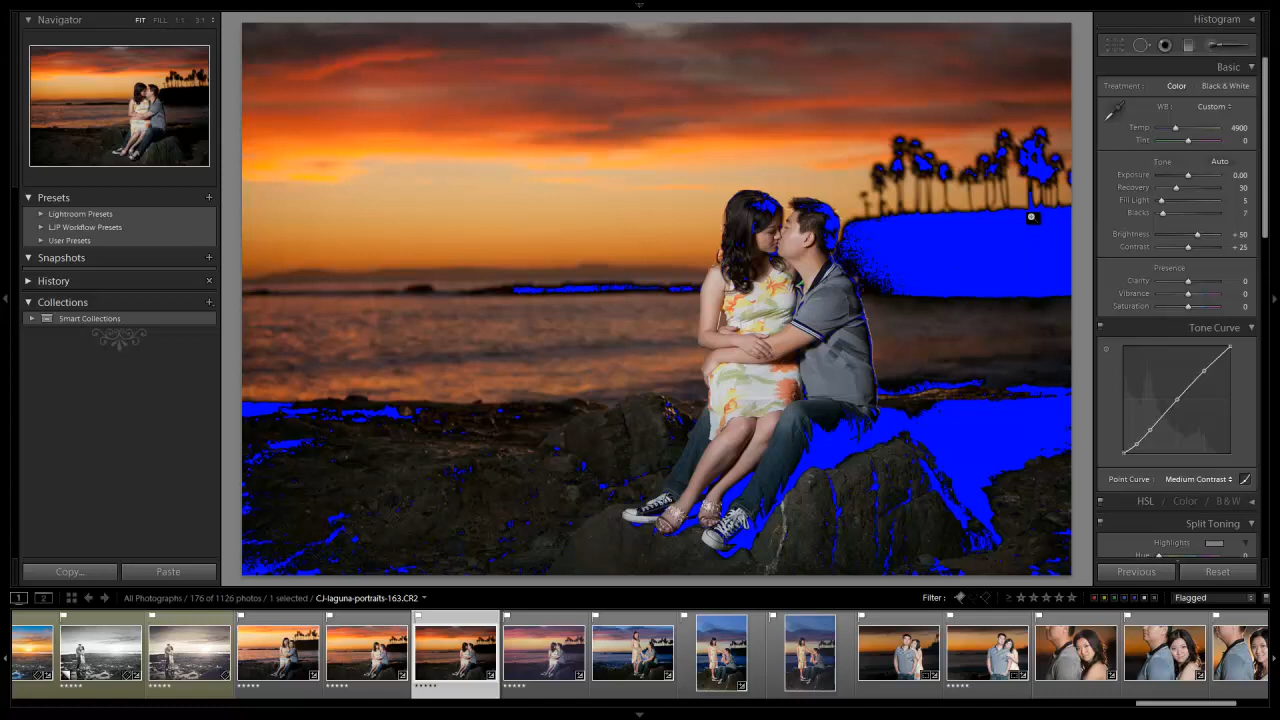 Navigator FIT FILL 1:1 3:1
Presets +
Lightroom Presets
LJP Workflow Presets
User Presets
Snapshots +
History ×
Collections +
Smart Collections
Copy... Paste
Histogram
Basic
Treatment : Color Black & White
WB : Custom
Temp 4900
Tint 0
Tone Auto
Exposure 0.00
Recovery 30
Fill Light 5
Blacks 7
Brightness + 50
Contrast + 25
Presence
Clarity 0
Vibrance 0
Saturation 0
Tone Curve
Point Curve : Medium Contrast
HSL / Color / B & W
Split Toning
Highlights
Hue 0
Previous Reset
1 2 All Photographs / 176 of 1126 photos / 1 selected / CJ-laguna-portraits-163.CR2 Filter : Flagged